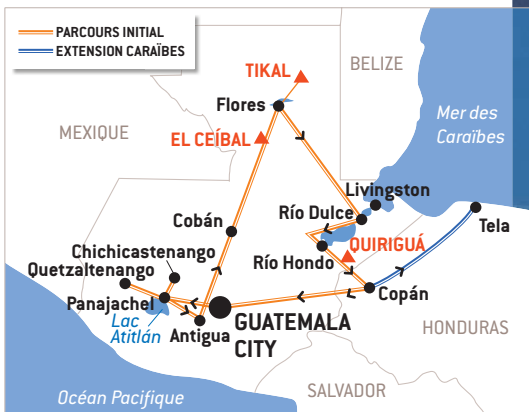 PARCOURS INITIAL
EXTENSION CARAÏBES
TIKAL
BELIZE
Flores
Mer des
Caraïbes
MEXIQUE
EL CEÍBAL
Livingston
Río Dulce
Cobán
Tela
Chichicastenango
QUIRIGUÁ
Quetzaltenango
Río Hondo
Panajachel
Copán
Lac
Atitlán
Antigua
GUATEMALA
CITY
HONDURAS
SALVADOR
Océan Pacifique